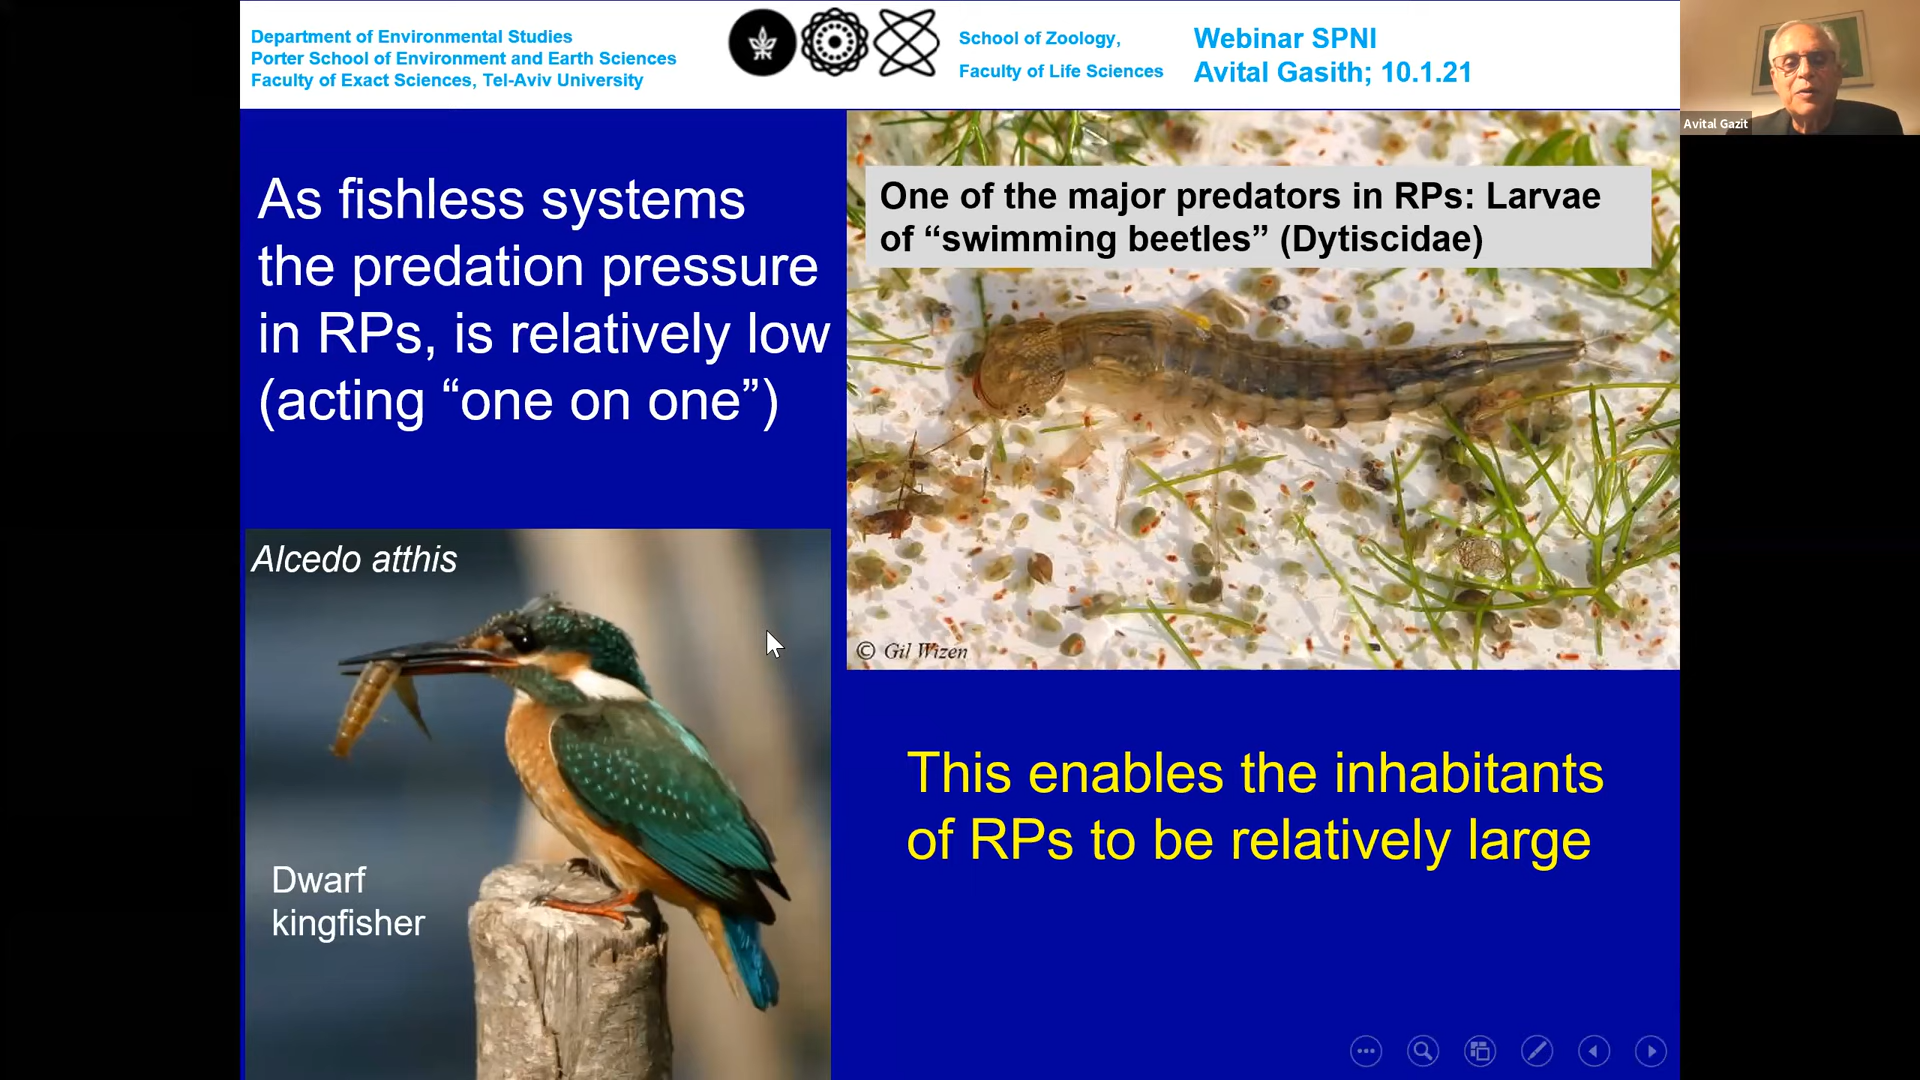 Department of Environmental Studies
Porter School of Environment and Earth Sciences
Faculty of Exact Sciences, Tel-Aviv University
School of Zoology,
Faculty of Life Sciences
Webinar SPNI
Avital Gasith; 10.1.21
Avital Gazit
As fishless systems
the predation pressure
in RPs, is relatively low
(acting “one on one”)
One of the major predators in RPs: Larvae
of “swimming beetles” (Dytiscidae)
© Gil Wizen
Alcedo atthis
Dwarf
kingfisher
This enables the inhabitants
of RPs to be relatively large